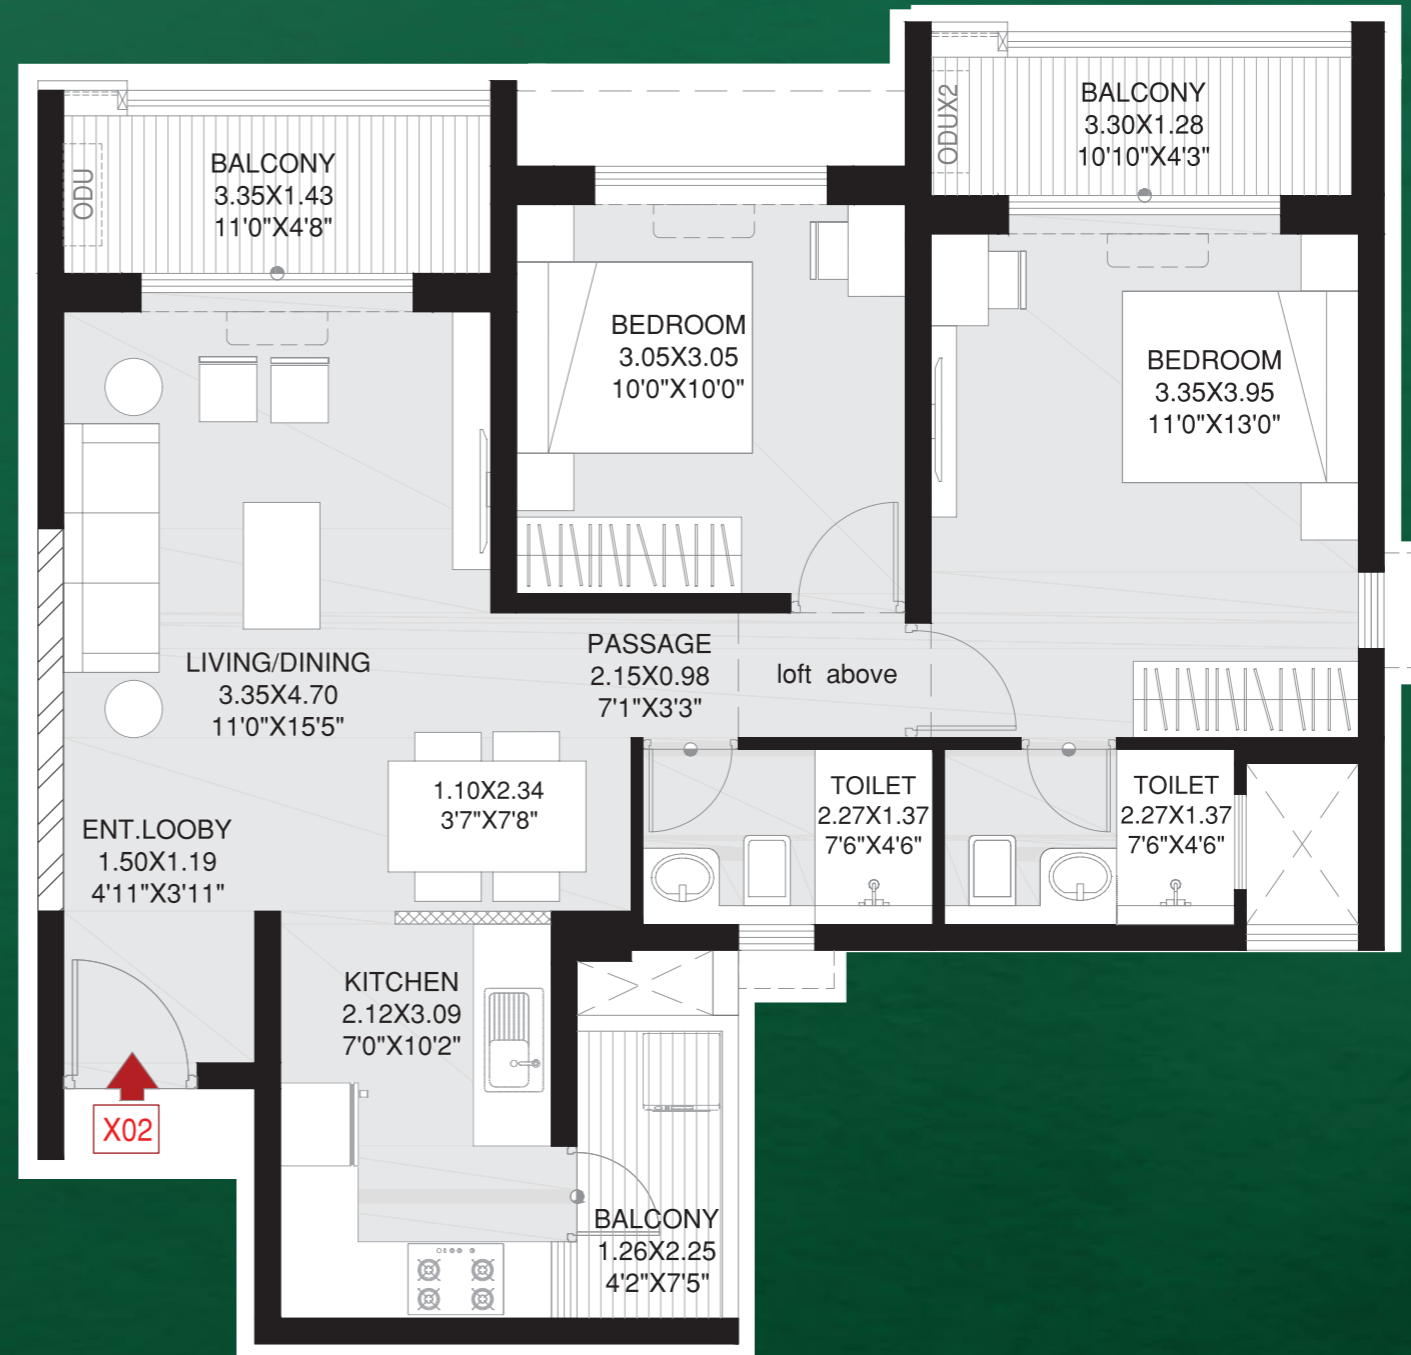 BALCONY
3.30X1.28
10'10"X4'3"
ODUX2
BALCONY
3.35X1.43
11'0"X4'8"
ODU
BEDROOM
3.05X3.05
10'0"X10'0"
BEDROOM
3.35X3.95
11'0"X13'0"
LIVING/DINING
3.35X4.70
11'0"X15'5"
PASSAGE
2.15X0.98
7'1"X3'3"
loft above
1.10X2.34
3'7"X7'8"
TOILET
2.27X1.37
7'6"X4'6"
TOILET
2.27X1.37
7'6"X4'6"
ENT.LOOBY
1.50X1.19
4'11"X3'11"
KITCHEN
2.12X3.09
7'0"X10'2"
X02
BALCONY
1.26X2.25
4'2"X7'5"